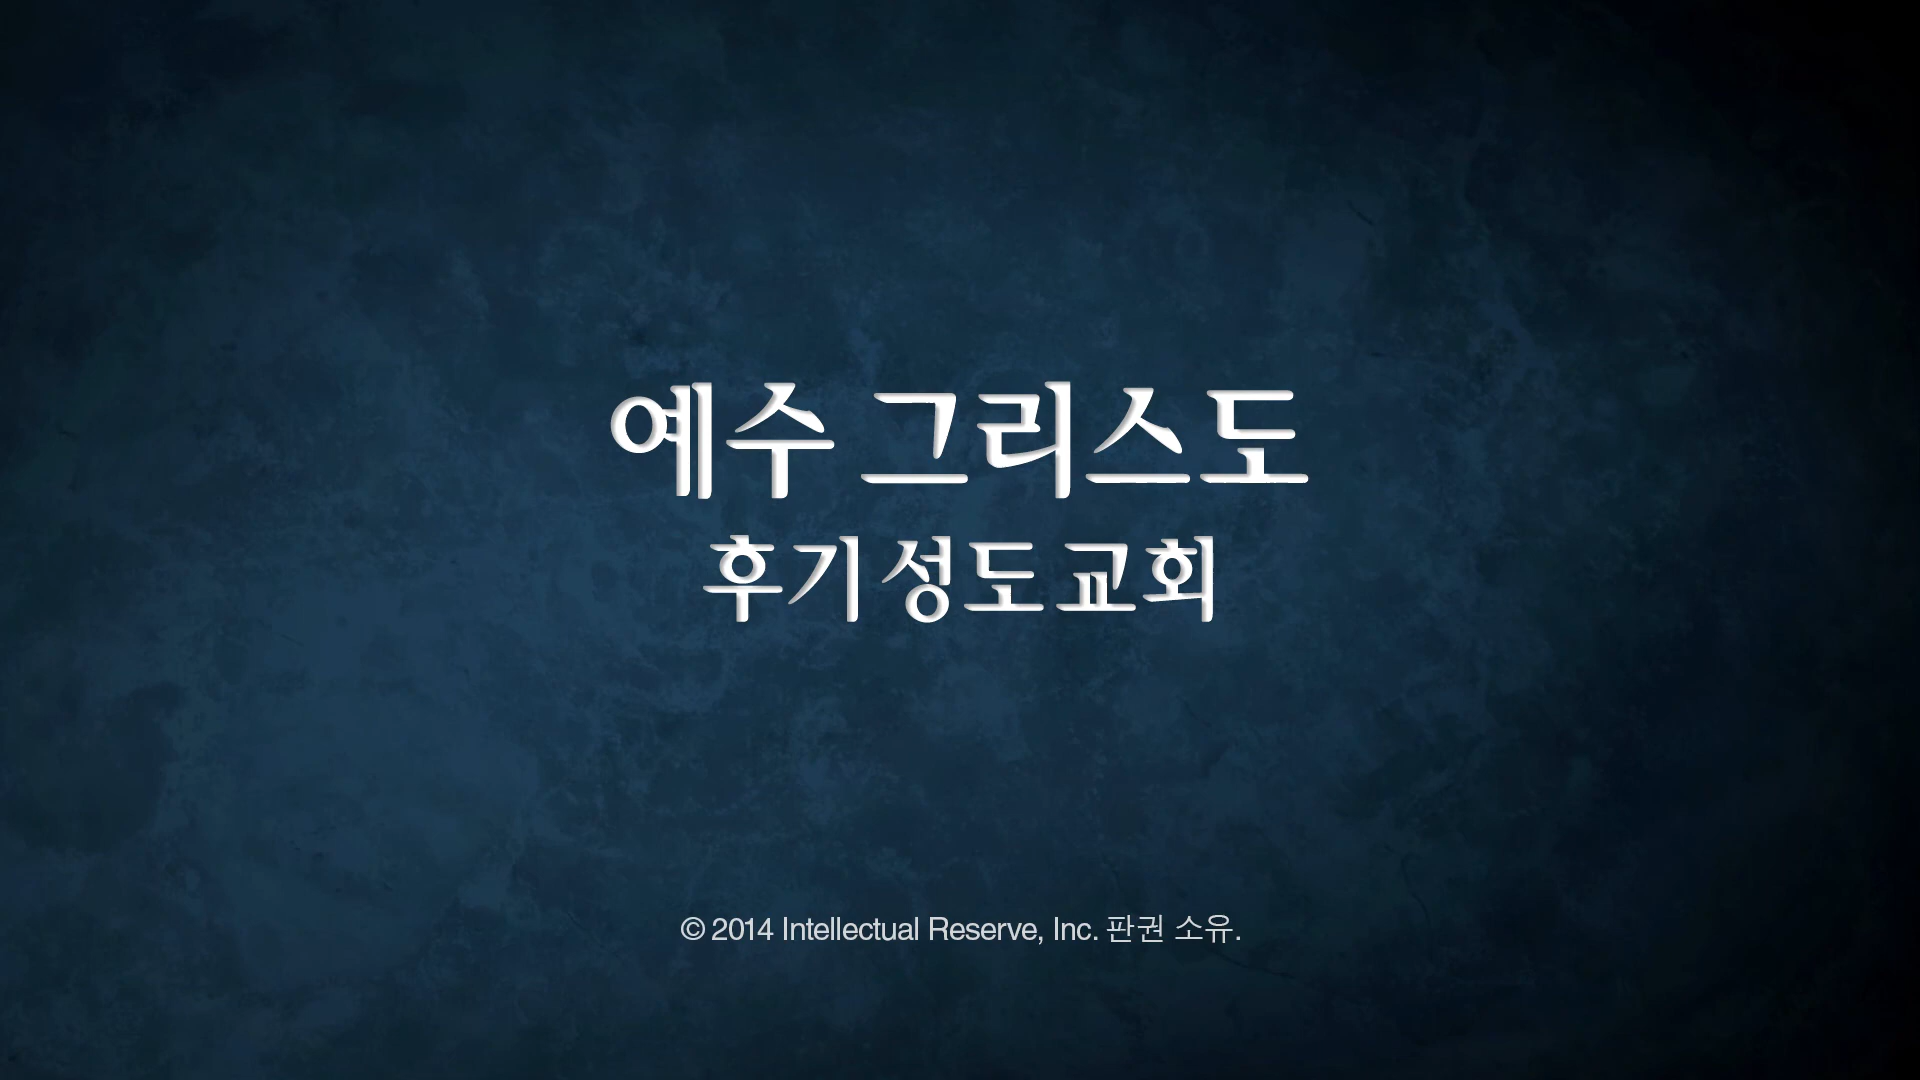 예수 그리스도
후기 성도 교회
© 2014 Intellectual Reserve, Inc. 판권 소유.